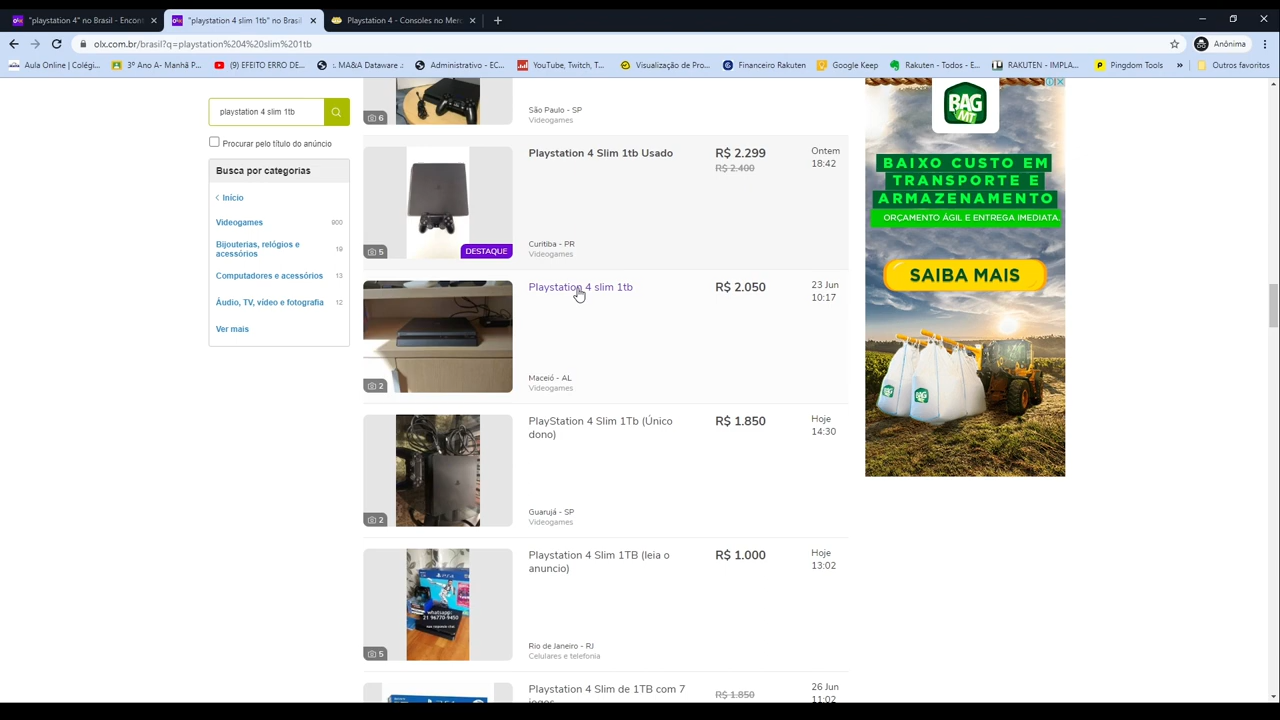 "playstation 4" no Brasil - Encont
"playstation 4 slim 1tb" no Brasil
Playstation 4 - Consoles no Merc
olx.com.br/brasil?q=playstation%204%20slim%201tb
Anônima
Aula Online | Colégi...
3º Ano A- Manhã P...
(9) EFEITO ERRO DE...
:. MA&A Dataware :.
Administrativo - EC...
YouTube, Twitch, T...
Visualização de Pro...
Financeiro Rakuten
Google Keep
Rakuten - Todos - E...
RAKUTEN - IMPLA...
Pingdom Tools
»
Outros favoritos
playstation 4 slim 1tb
Procurar pelo título do anúncio
Busca por categorias
Início
Videogames 900
Bijouterias, relógios e
acessórios 19
Computadores e acessórios 13
Áudio, TV, vídeo e fotografia 12
Ver mais
6
São Paulo - SP
Videogames
Playstation 4 Slim 1tb Usado
R$ 2.299
R$ 2.400
Ontem
18:42
5
DESTAQUE
Curitiba - PR
Videogames
Playstation 4 slim 1tb
R$ 2.050
23 Jun
10:17
2
Maceió - AL
Videogames
PlayStation 4 Slim 1Tb (Único
dono)
R$ 1.850
Hoje
14:30
2
Guarujá - SP
Videogames
Playstation 4 Slim 1TB (leia o
anuncio)
R$ 1.000
Hoje
13:02
PS4
whatsapp:
21 96770-9450
5
Rio de Janeiro - RJ
Celulares e telefonia
Playstation 4 Slim de 1TB com 7
jogos
R$ 1.850
26 Jun
11:02
BAG
MT
BAIXO CUSTO EM
TRANSPORTE E
ARMAZENAMENTO
ORÇAMENTO ÁGIL E ENTREGA IMEDIATA.
SAIBA MAIS